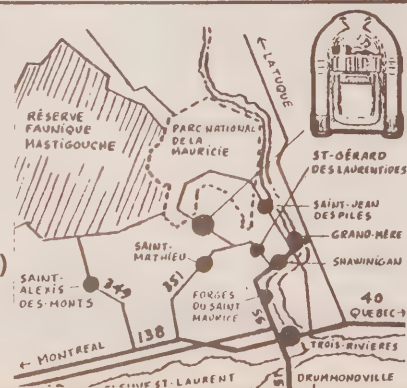 ← LA TUQUE
RÉSERVE
FAUNIQUE
MASTIGOUCHE
PARC NATIONAL
DE LA
MAURICIE
ST-GÉRARD
DES LAURENTIDES
SAINT-JEAN
DES PILES
GRAND-MÈRE
SHAWINIGAN
SAINT-
MATHIEU
SAINT-
ALEXIS
DES-MONTS
349
351
FORGES
DU SAINT
MAURICE
55
40
QUEBEC →
138
← MONTREAL
TROIS-RIVIERES
FLEUVE ST-LAURENT
DRUMMONDVILLE